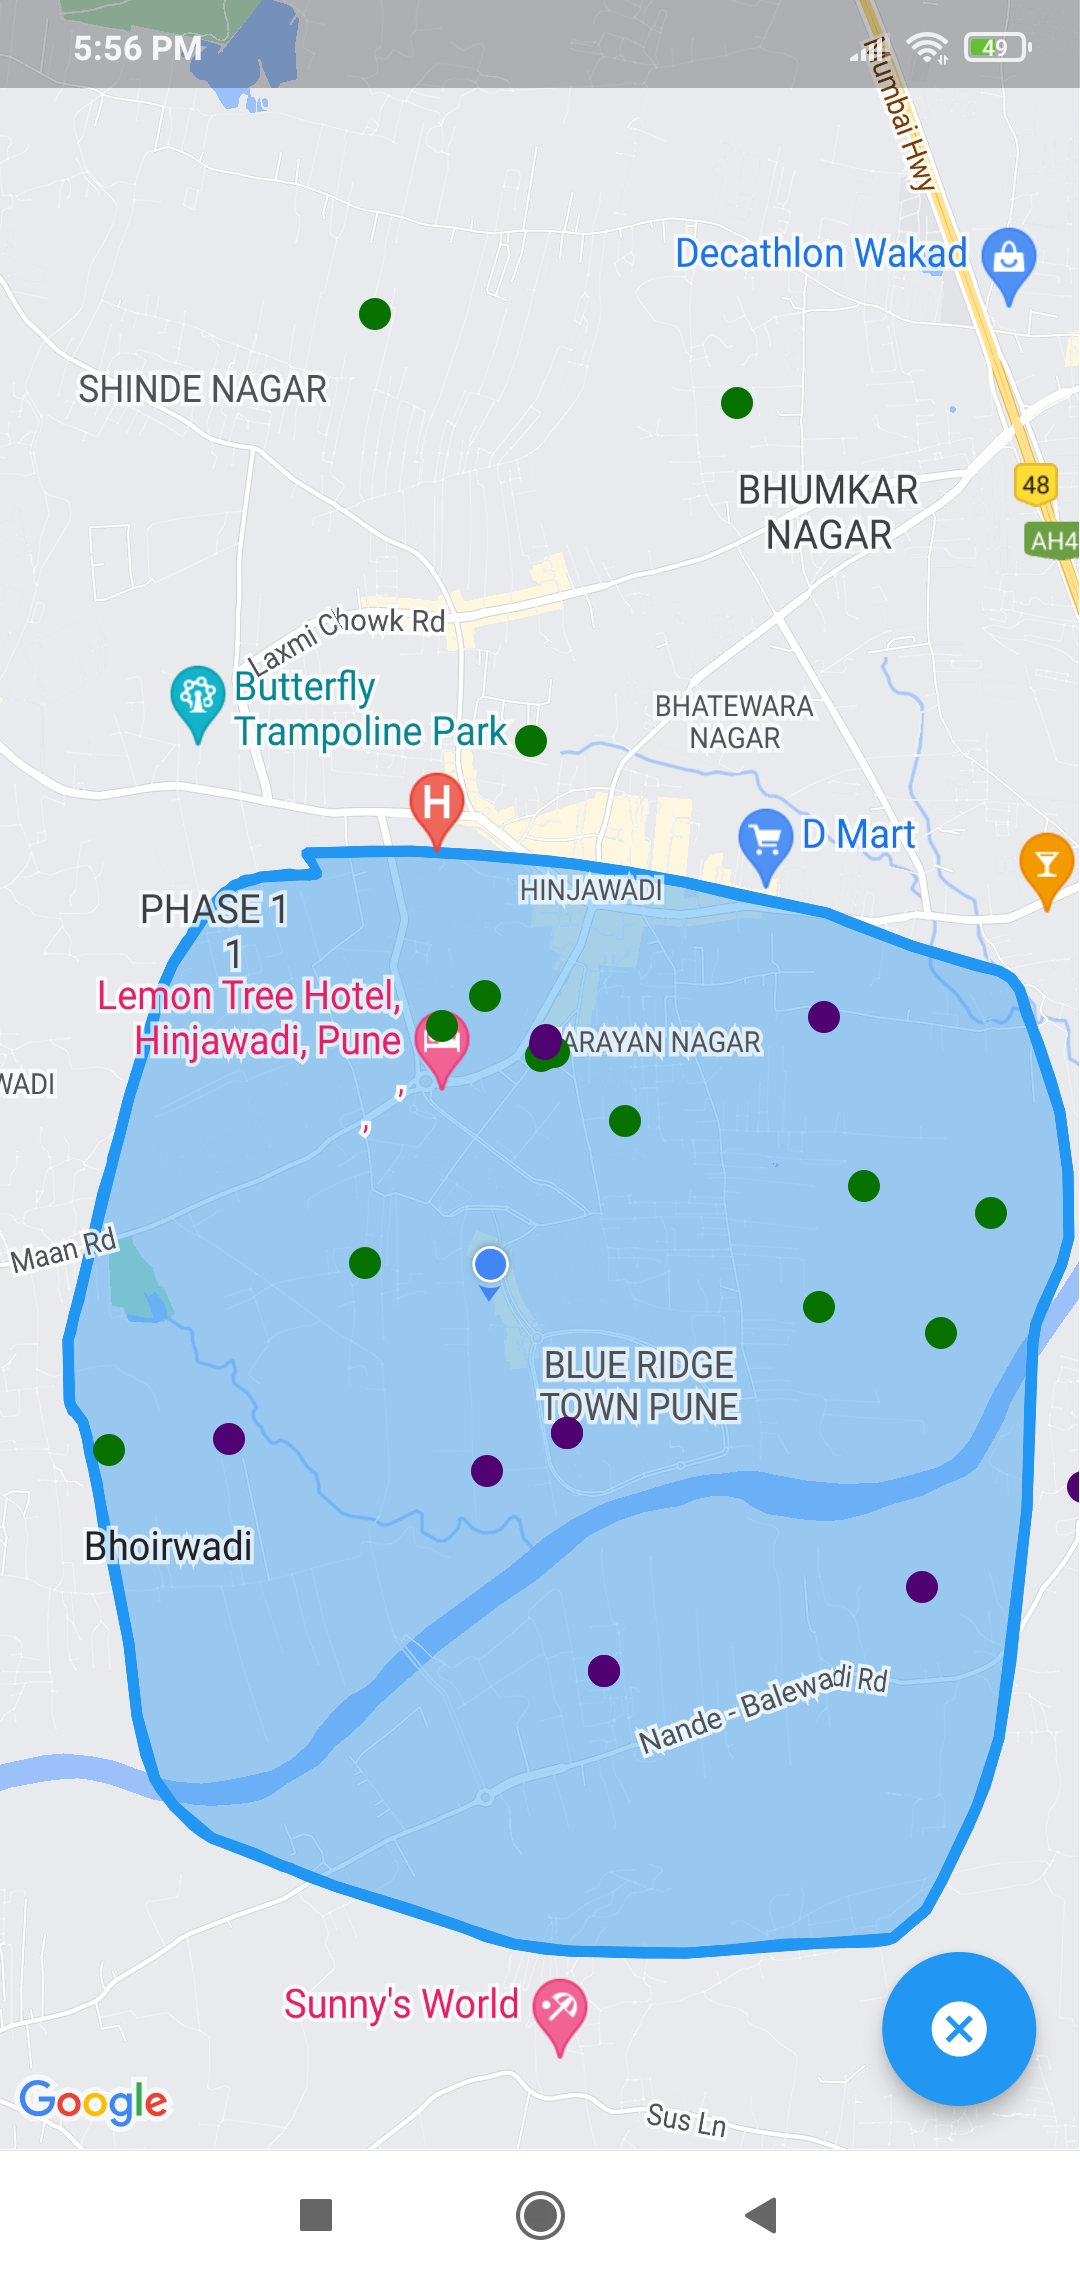 5:56 PM
49
Mumbai Hwy
Decathlon Wakad
SHINDE NAGAR
48
BHUMKAR
NAGAR
AH4
Laxmi Chowk Rd
Butterfly
Trampoline Park
BHATEWARA
NAGAR
H
D Mart
HINJAWADI
PHASE 1
1
Lemon Tree Hotel,
Hinjawadi, Pune
,
,
ARAYAN NAGAR
WADI
Maan Rd
BLUE RIDGE
TOWN PUNE
Bhoirwadi
Nande - Balewadi Rd
Sunny's World
Google
Sus Ln